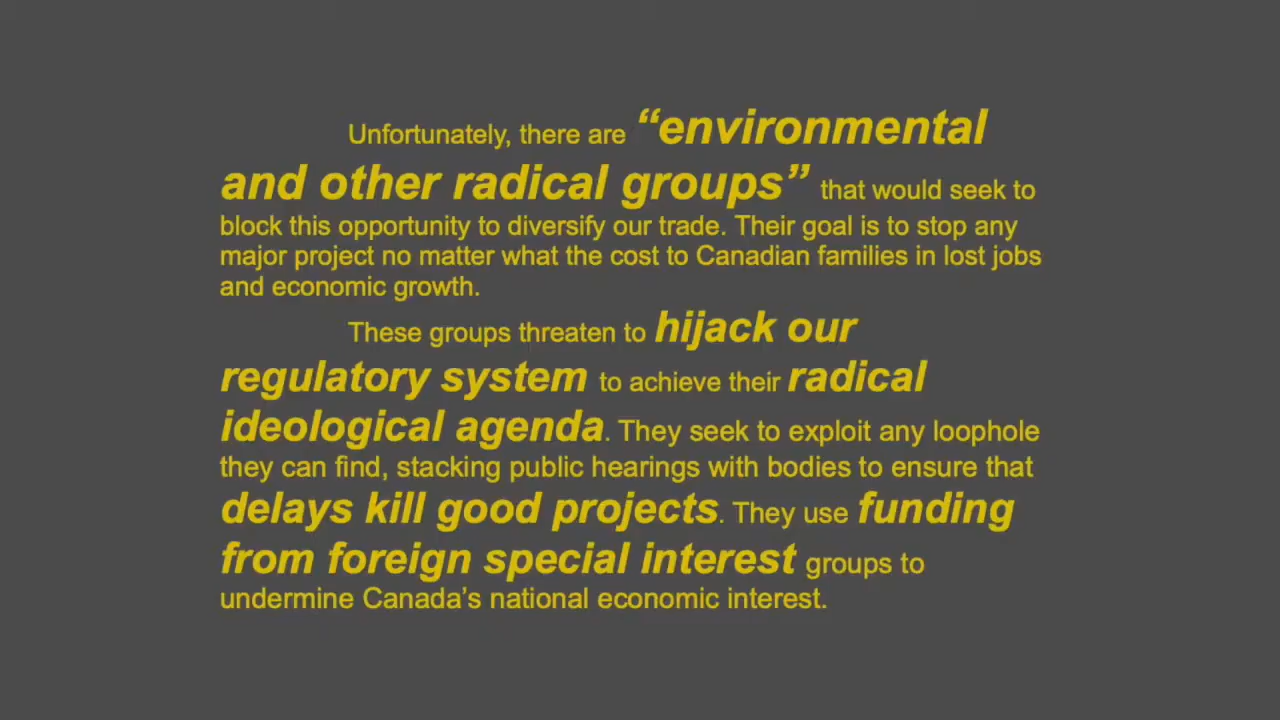 Unfortunately, there are “environmental
and other radical groups” that would seek to
block this opportunity to diversify our trade. Their goal is to stop any
major project no matter what the cost to Canadian families in lost jobs
and economic growth.
These groups threaten to hijack our
regulatory system to achieve their radical
ideological agenda. They seek to exploit any loophole
they can find, stacking public hearings with bodies to ensure that
delays kill good projects. They use funding
from foreign special interest groups to
undermine Canada’s national economic interest.